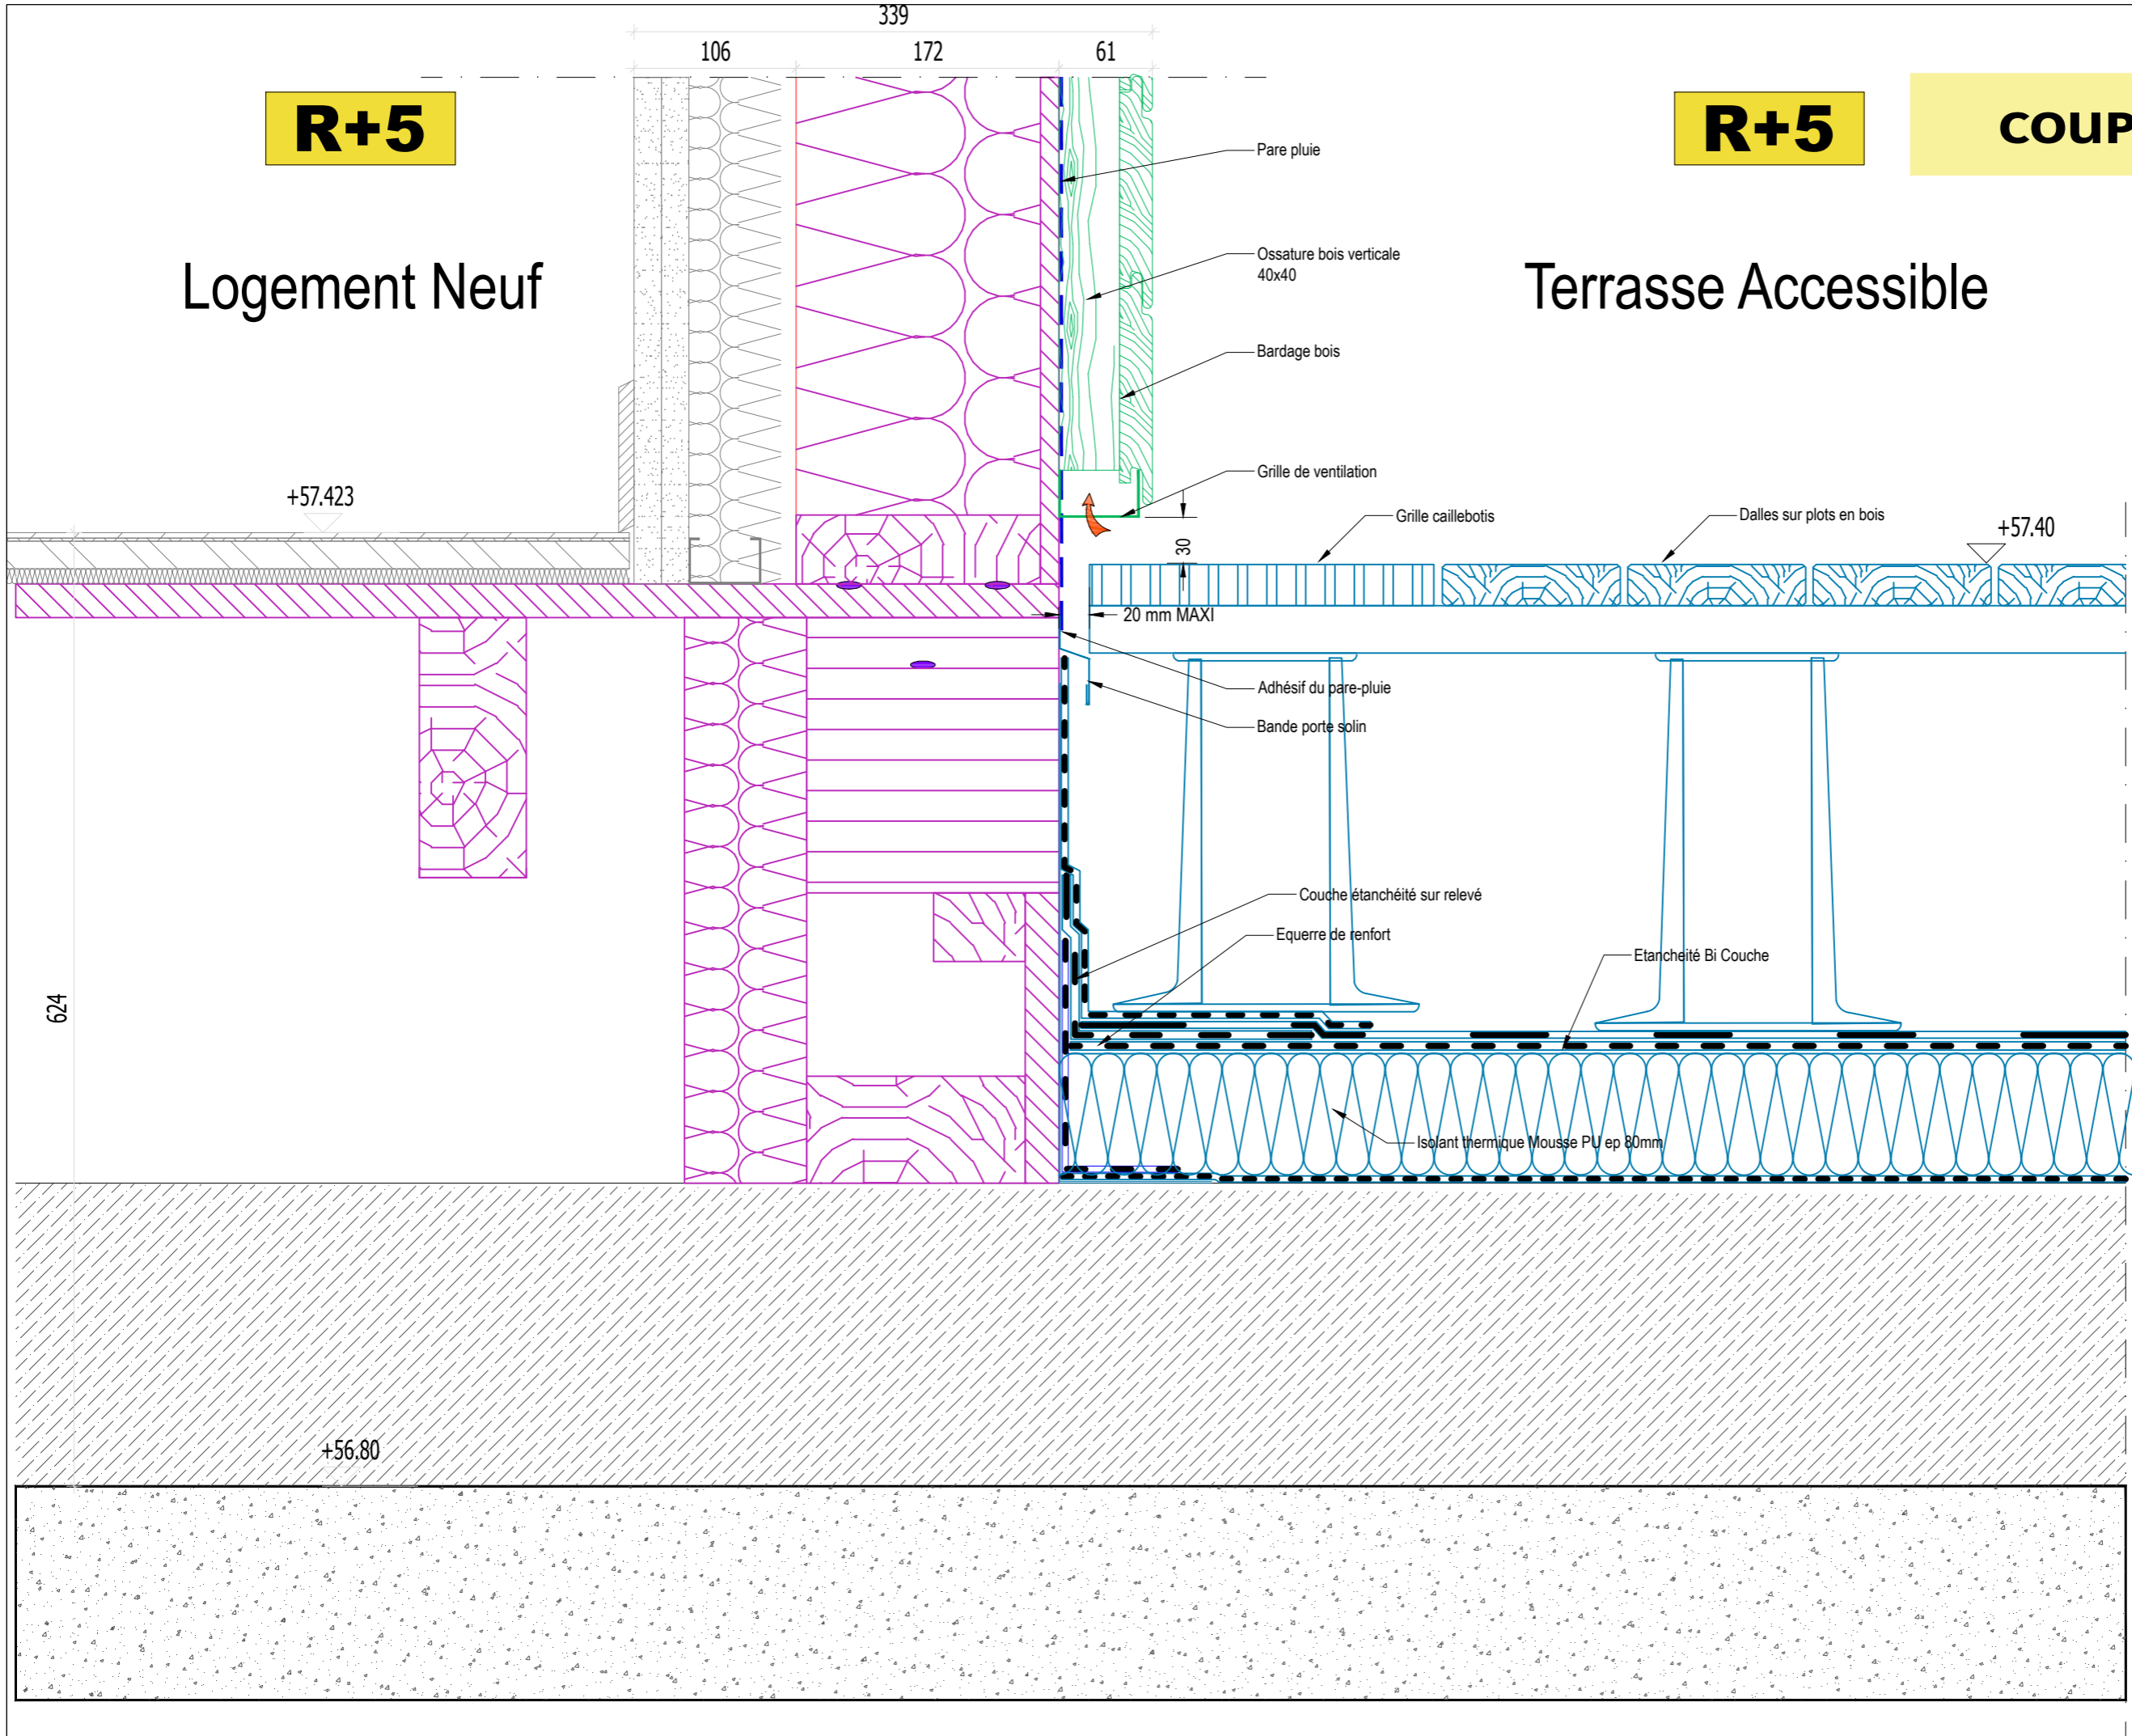 339
106
172
61
R+5
R+5
COUP
Pare pluie
Logement Neuf
Ossature bois verticale
40x40
Terrasse Accessible
Bardage bois
Grille de ventilation
+57.423
Grille caillebotis
Dalles sur plots en bois
+57.40
30
20 mm MAXI
Adhésif du pare-pluie
Bande porte solin
Couche étanchéité sur relevé
Equerre de renfort
Etancheité Bi Couche
624
Isolant thermique Mousse PU ep 80mm
+56.80